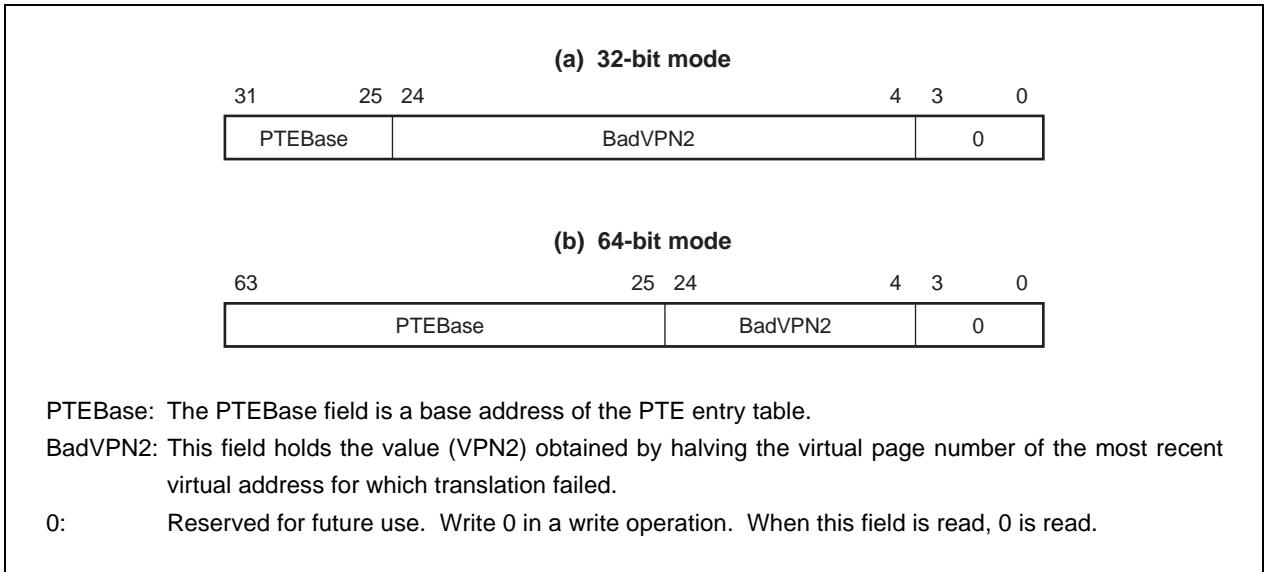 (a) 32-bit mode
31 25 24 4 3 0
PTEBase BadVPN2 0
(b) 64-bit mode
63 25 24 4 3 0
PTEBase BadVPN2 0
PTEBase: The PTEBase field is a base address of the PTE entry table.
BadVPN2: This field holds the value (VPN2) obtained by halving the virtual page number of the most recent
virtual address for which translation failed.
0: Reserved for future use. Write 0 in a write operation. When this field is read, 0 is read.